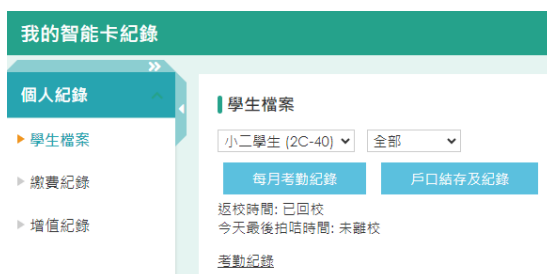 我的智能卡紀錄
個人紀錄
學生檔案
繳費紀錄
增值紀錄
學生檔案
小二學生 (2C-40) 全部
每月考勤紀錄 戶口結存及紀錄
返校時間: 已回校
今天最後拍咭時間: 未離校
考勤紀錄